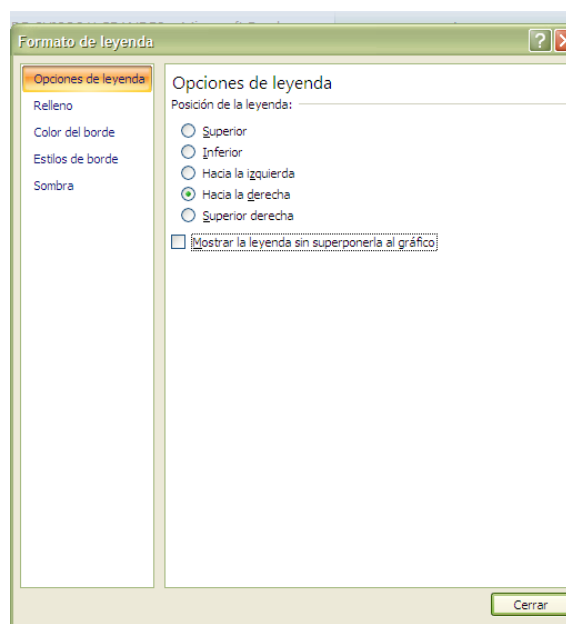 Formato de leyenda
Opciones de leyenda
Relleno
Color del borde
Estilos de borde
Sombra
Opciones de leyenda
Posición de la leyenda:
Superior
Inferior
Hacia la izquierda
Hacia la derecha
Superior derecha
Mostrar la leyenda sin superponerla al gráfico
Cerrar